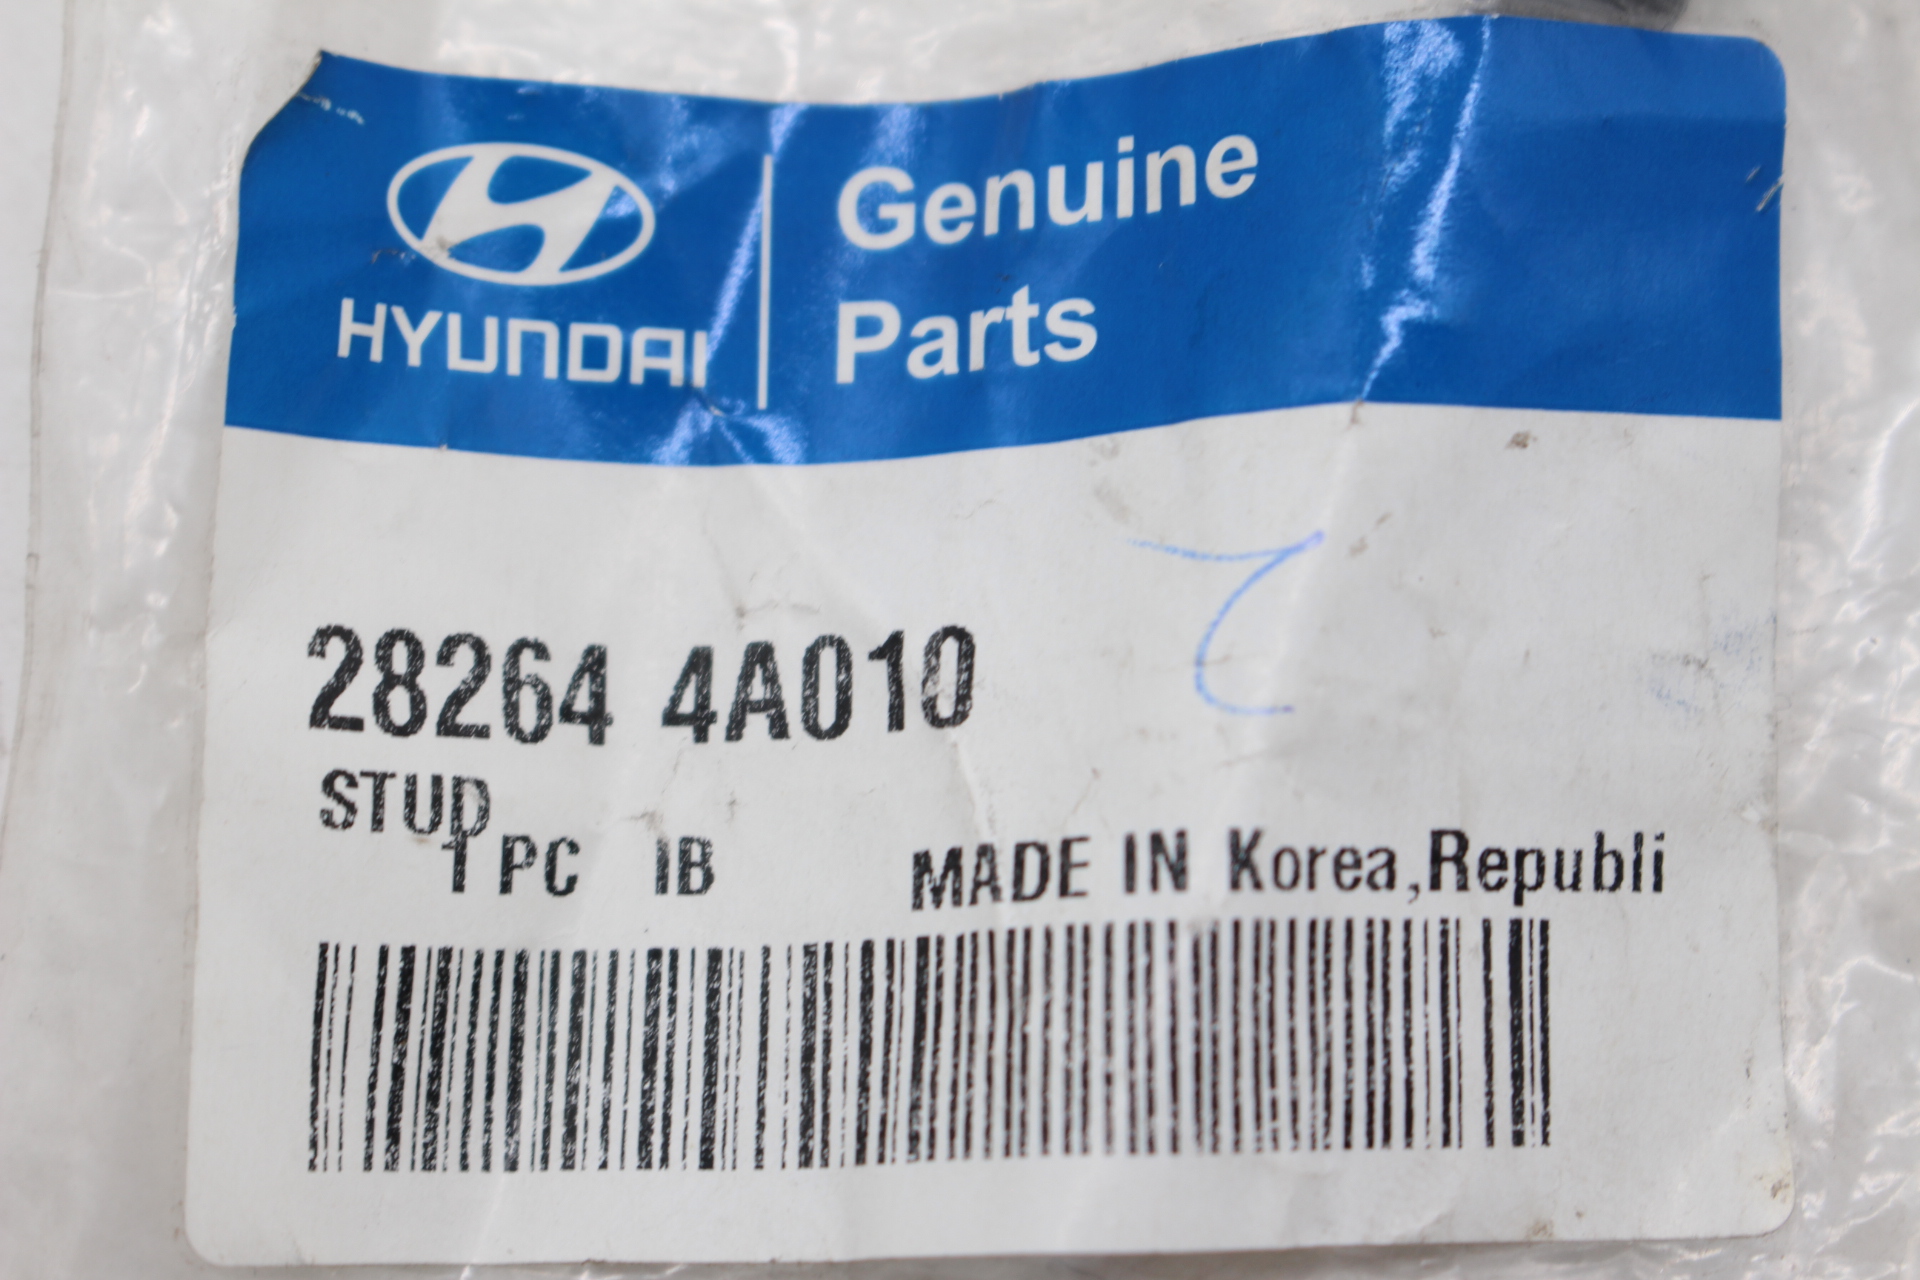 HYUNDAI
Genuine
Parts
28264 4A010
STUD
1 PC IB MADE IN Korea,Republi